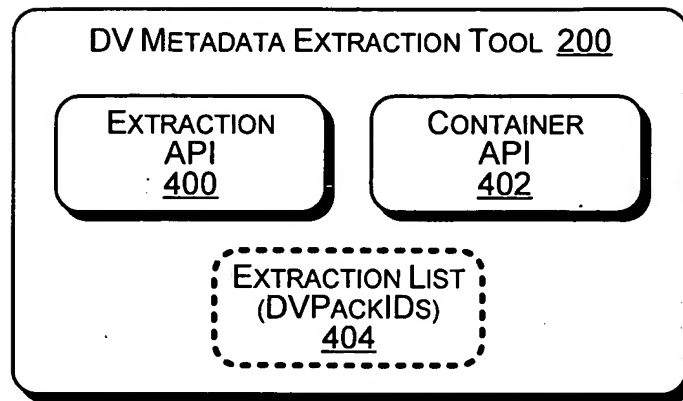 DV METADATA EXTRACTION TOOL 200
EXTRACTION
API
400
CONTAINER
API
402
EXTRACTION LIST
(DVPACKIDS)
404